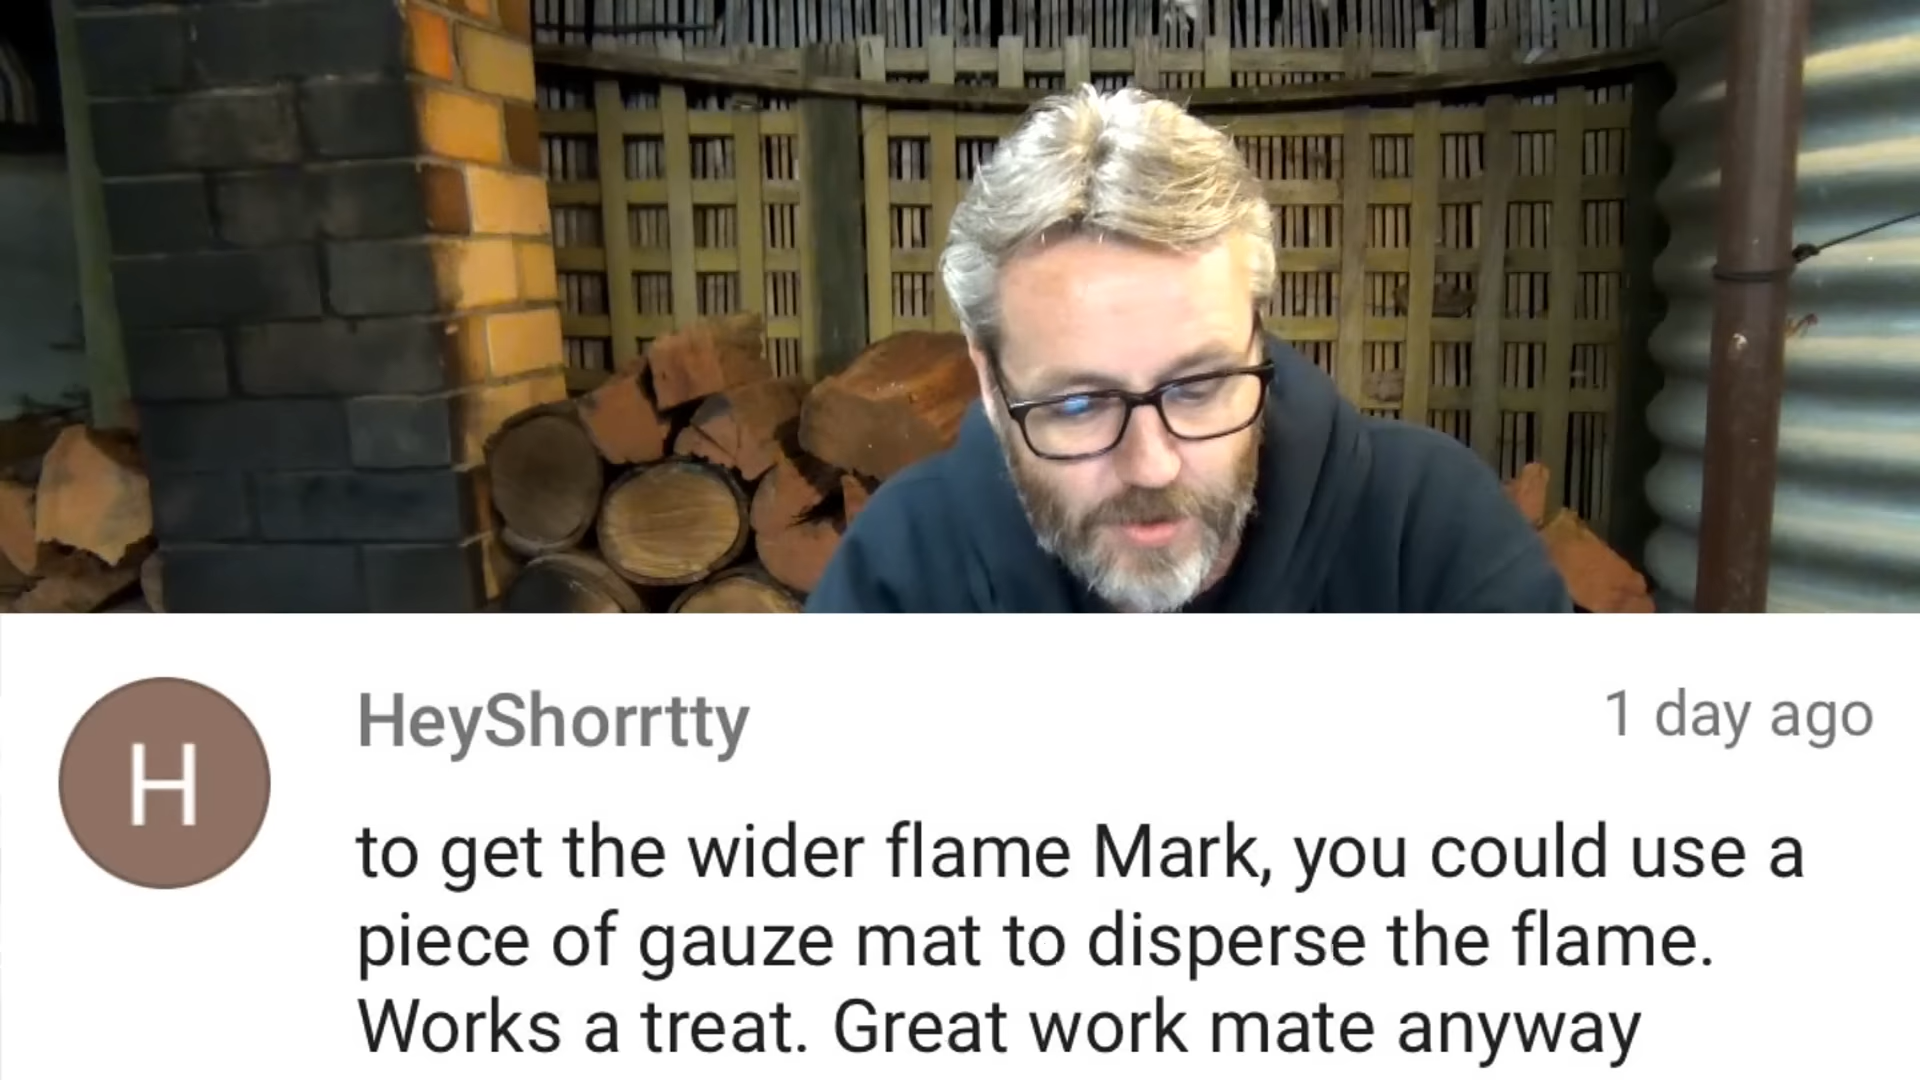 H
HeyShorrtty
1 day ago
to get the wider flame Mark, you could use a
piece of gauze mat to disperse the flame.
Works a treat. Great work mate anyway